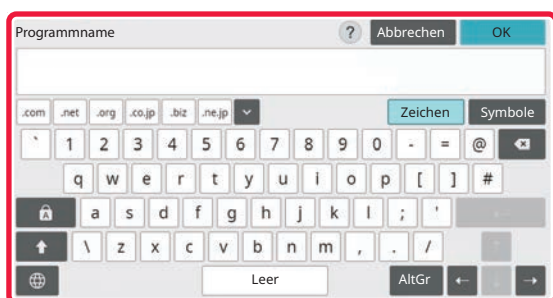 Programmname ? Abbrechen OK
.com .net .org .co.jp .biz .ne.jp Zeichen Symbole
` 1 2 3 4 5 6 7 8 9 0 - = @
q w e r t y u i o p [ ] #
A a s d f g h j k l ; '
\ z x c v b n m , . /
Leer AltGr